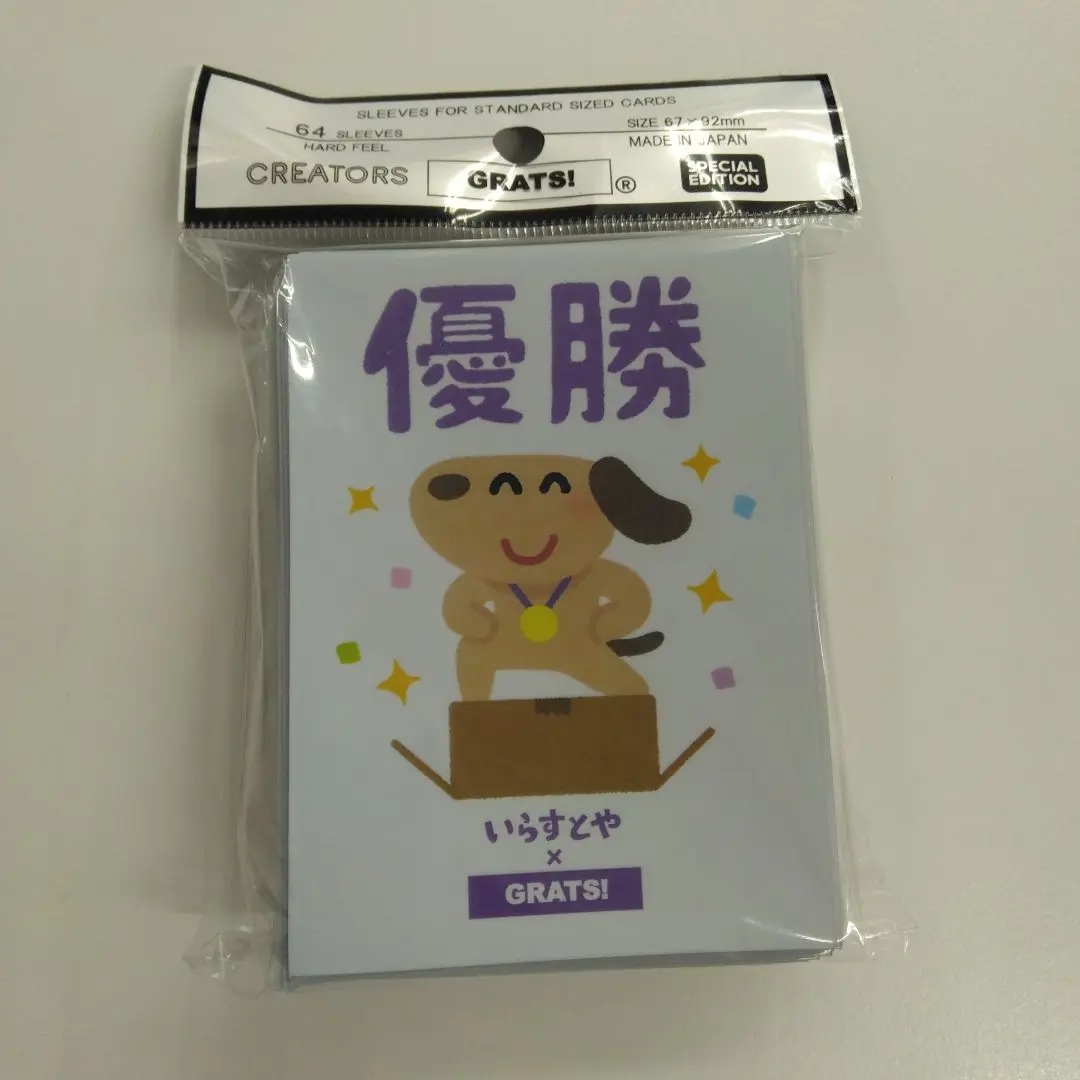 SLEEVES FOR STANDARD SIZED CARDS
64 SLEEVES
HARD FEEL
SIZE 67×92mm
MADE IN JAPAN
CREATORS GRATS! ® SPECIAL EDITION
優勝
いらすとや
×
GRATS!